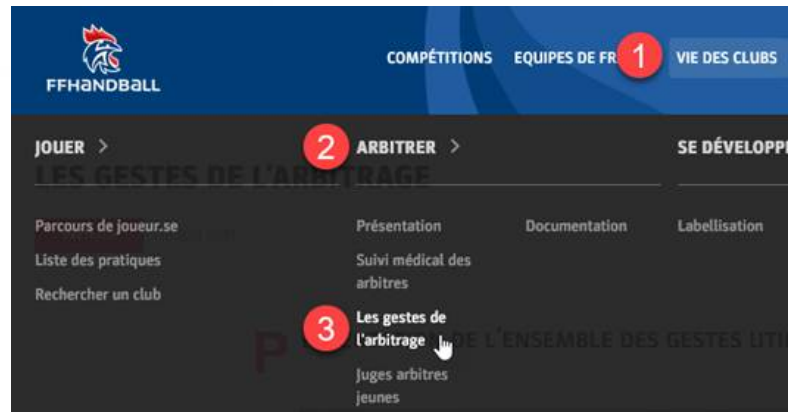 FFHANDBALL
COMPÉTITIONS EQUIPES DE FR 1 VIE DES CLUBS
JOUER > 2 ARBITRER > SE DÉVELOPP
LES GESTES DE L'ARBITRAGE
Parcours de joueur.se Présentation Documentation Labellisation
Liste des pratiques Suivi médical des
arbitres
Rechercher un club
3 Les gestes de
l'arbitrage
P DE L'ENSEMBLE DES GESTES UTI
Juges arbitres
jeunes